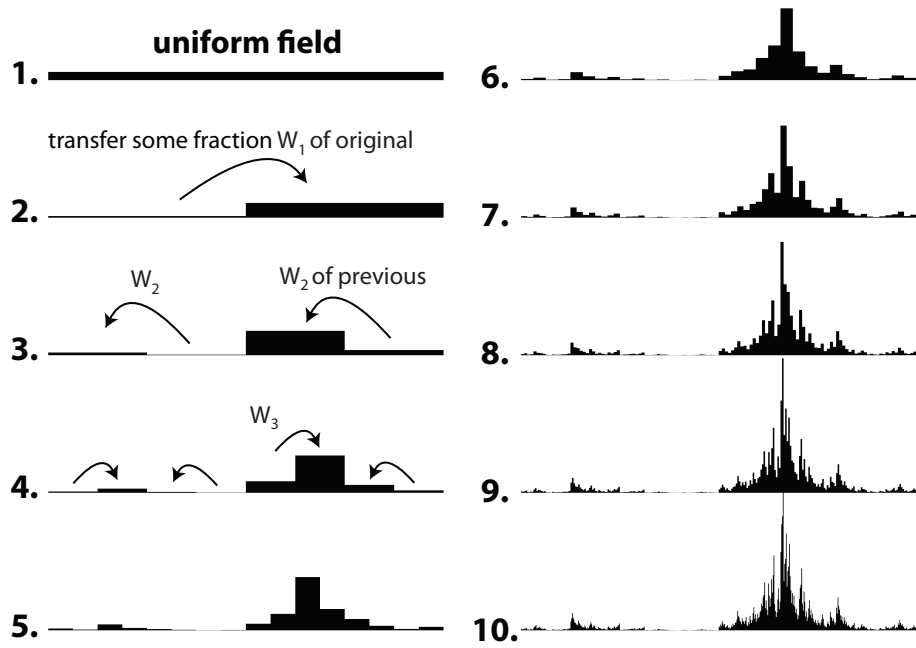 uniform field
1.
transfer some fraction W1 of original
2.
W2
W2 of previous
3.
W3
4.
5.
6.
7.
8.
9.
10.